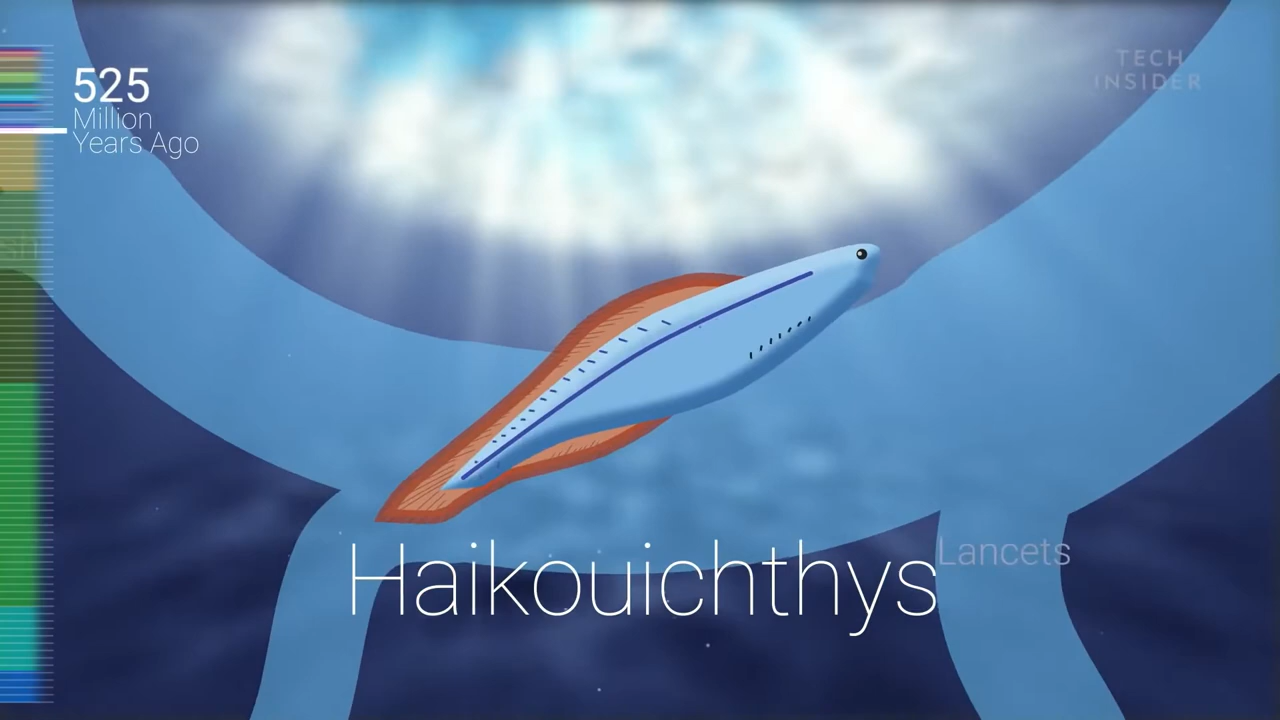 525
Million
Years Ago
TECH
INSIDER
Haikouichthys
Lancets